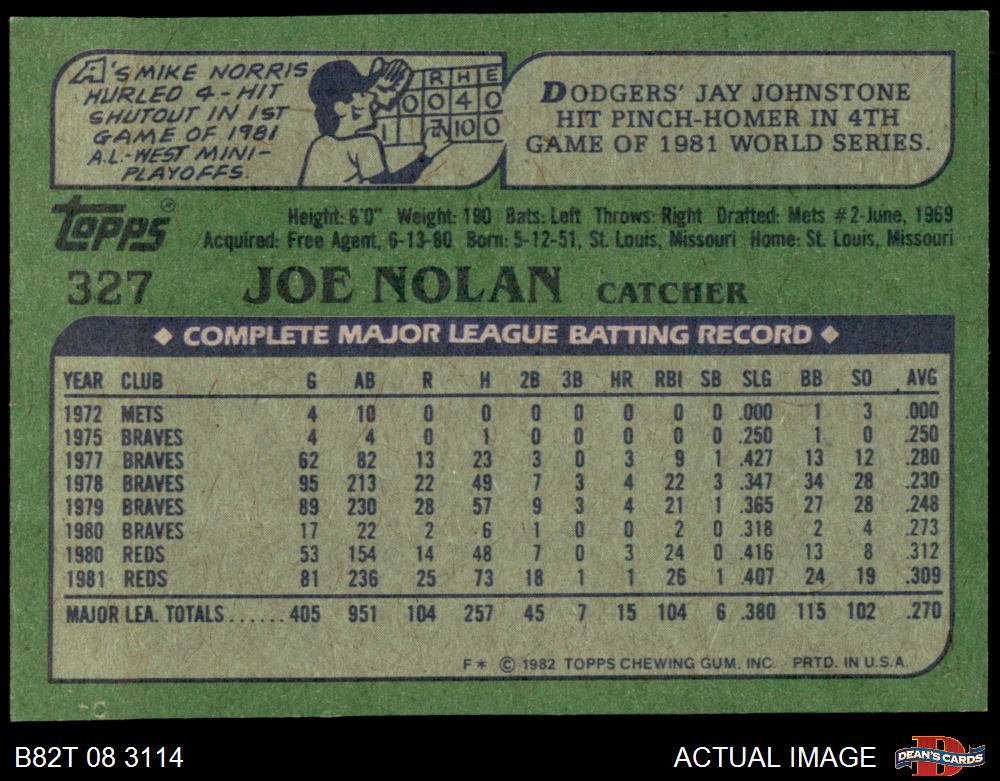 A'S MIKE NORRIS
HURLED 4-HIT
SHUTOUT IN 1ST
GAME OF 1981
A.L.-WEST MINI-
PLAYOFFS.
R H E
0 0 4 0
1 2 10 0
DODGERS' JAY JOHNSTONE
HIT PINCH-HOMER IN 4TH
GAME OF 1981 WORLD SERIES.
TOPPS®
Height: 6'0" Weight: 190 Bats: Left Throws: Right Drafted: Mets #2-June, 1969
Acquired: Free Agent, 6-13-80 Born: 5-12-51, St. Louis, Missouri Home: St. Louis, Missouri
327 JOE NOLAN CATCHER
◆ COMPLETE MAJOR LEAGUE BATTING RECORD ◆
YEAR CLUB G AB R H 2B 3B HR RBI SB SLG BB SO AVG
1972 METS 4 10 0 0 0 0 0 0 0 .000 1 3 .000
1975 BRAVES 4 4 0 1 0 0 0 0 0 .250 1 0 .250
1977 BRAVES 62 82 13 23 3 0 3 9 1 .427 13 12 .280
1978 BRAVES 95 213 22 49 7 3 4 22 3 .347 34 28 .230
1979 BRAVES 89 230 28 57 9 3 4 21 1 .365 27 28 .248
1980 BRAVES 17 22 2 6 1 0 0 2 0 .318 2 4 .273
1980 REDS 53 154 14 48 7 0 3 24 0 .416 13 8 .312
1981 REDS 81 236 25 73 18 1 1 26 1 .407 24 19 .309
MAJOR LEA. TOTALS...... 405 951 104 257 45 7 15 104 6 .380 115 102 .270
F* © 1982 TOPPS CHEWING GUM, INC. PRTD. IN U.S.A.
B82T 08 3114
ACTUAL IMAGE
D
DEAN'S CARDS